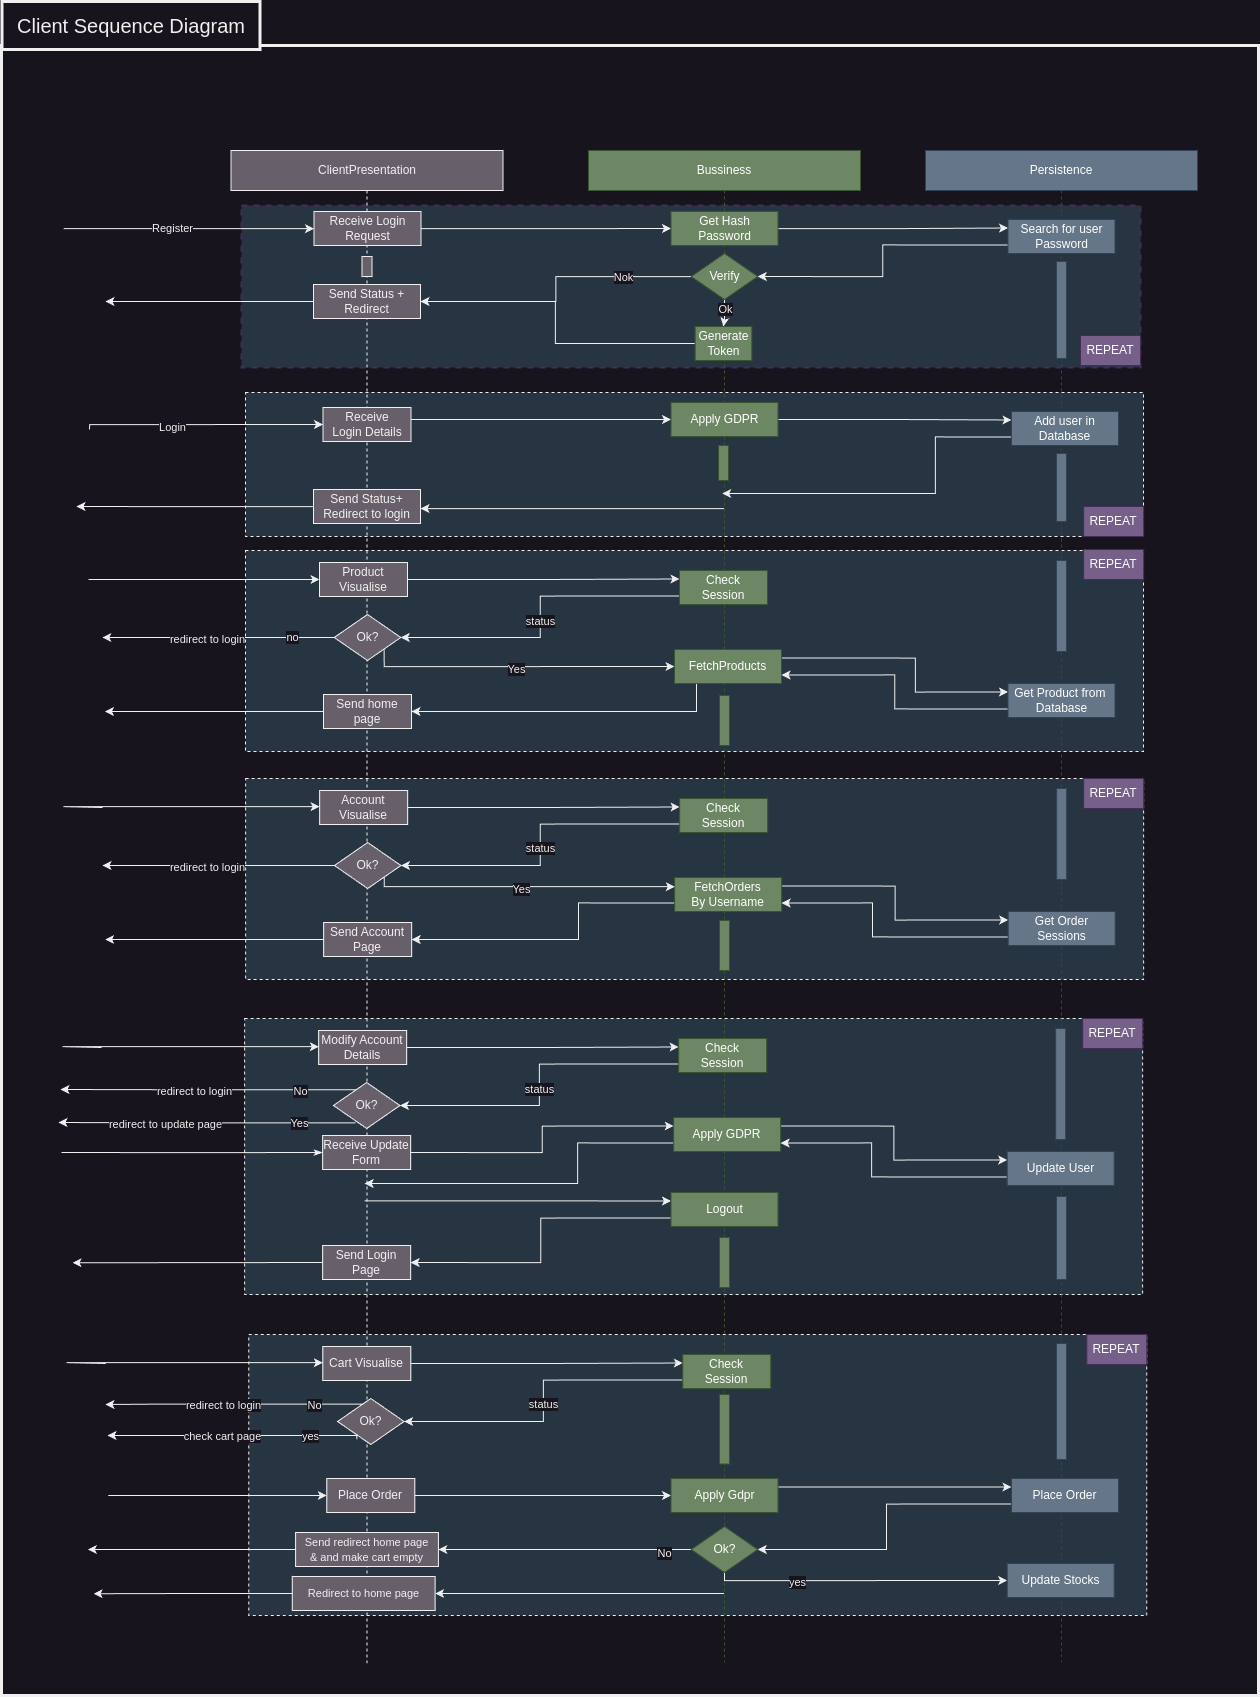 Client Sequence Diagram
ClientPresentation
Bussiness
Persistence
Register
Receive Login
Request
Get Hash
Password
Search for user
Password
Nok
Verify
Ok
Send Status +
Redirect
Generate
Token
REPEAT
Login
Receive
Login Details
Apply GDPR
Add user in
Database
Send Status+
Redirect to login
REPEAT
REPEAT
Product
Visualise
Check
Session
status
redirect to login
no
Ok?
Yes
FetchProducts
Send home
page
Get Product from
Database
REPEAT
Account
Visualise
Check
Session
status
redirect to login
Ok?
Yes
FetchOrders
By Username
Send Account
Page
Get Order
Sessions
REPEAT
Modify Account
Details
Check
Session
redirect to login
No
status
Ok?
redirect to update page
Yes
Receive Update
Form
Apply GDPR
Update User
Logout
Send Login
Page
REPEAT
Cart Visualise
Check
Session
redirect to login
No
status
Ok?
check cart page
yes
Place Order
Apply Gdpr
Place Order
Send redirect home page
& and make cart empty
No
Ok?
yes
Update Stocks
Redirect to home page